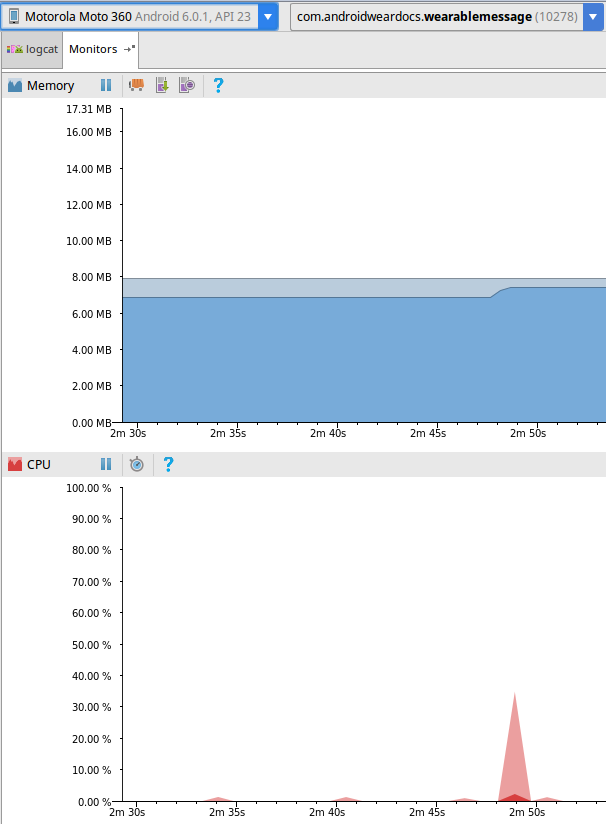 Motorola Moto 360 Android 6.0.1, API 23 com.androidweardocs.wearablemessage (10278)
logcat Monitors
Memory ?
17.31 MB
16.00 MB
14.00 MB
12.00 MB
10.00 MB
8.00 MB
6.00 MB
4.00 MB
2.00 MB
0.00 MB
2m 30s 2m 35s 2m 40s 2m 45s 2m 50s
CPU ?
100.00 %
90.00 %
80.00 %
70.00 %
60.00 %
50.00 %
40.00 %
30.00 %
20.00 %
10.00 %
0.00 %
2m 30s 2m 35s 2m 40s 2m 45s 2m 50s